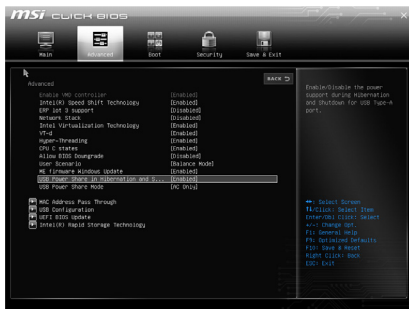 msi CLICK BIOS
Main
Advanced
Boot
Security
Save & Exit
BACK
Advanced
Enable VMD controller [Enabled]
Intel(R) Speed Shift Technology [Enabled]
ERP Lot 3 support [Disabled]
Network Stack [Disabled]
Intel Virtualization Technology [Enabled]
VT-d [Enabled]
Hyper-Threading [Enabled]
CPU C states [Enabled]
Allow BIOS Downgrade [Disabled]
User Scenario [Balance Mode]
ME firmware Windows Update [Enabled]
USB Power Share in Hibernation and S... [Enabled]
USB Power Share Mode [AC Only]
MAC Address Pass Through
USB Configuration
UEFI BIOS Update
Intel(R) Rapid Storage Technology
Enable/Disable the power
support during Hibernation
and Shutdown for USB Type-A
port.
↔: Select Screen
↑↓/Click: Select Item
Enter/Dbl Click: Select
+/-: Change Opt.
F1: General Help
F9: Optimized Defaults
F10: Save & Reset
Right Click: Back
ESC: Exit